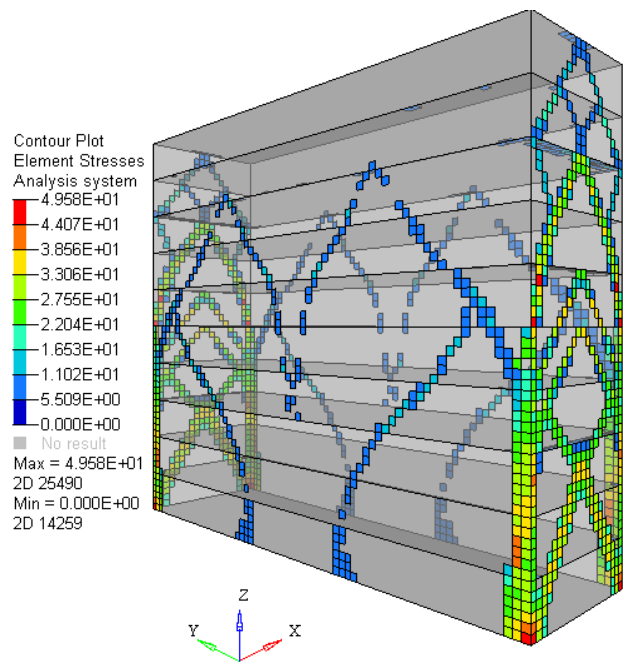 Contour Plot
Element Stresses
Analysis system
4.958E+01
4.407E+01
3.856E+01
3.306E+01
2.755E+01
2.204E+01
1.653E+01
1.102E+01
5.509E+00
0.000E+00
No result
Max = 4.958E+01
2D 25490
Min = 0.000E+00
2D 14259
Z
Y
X